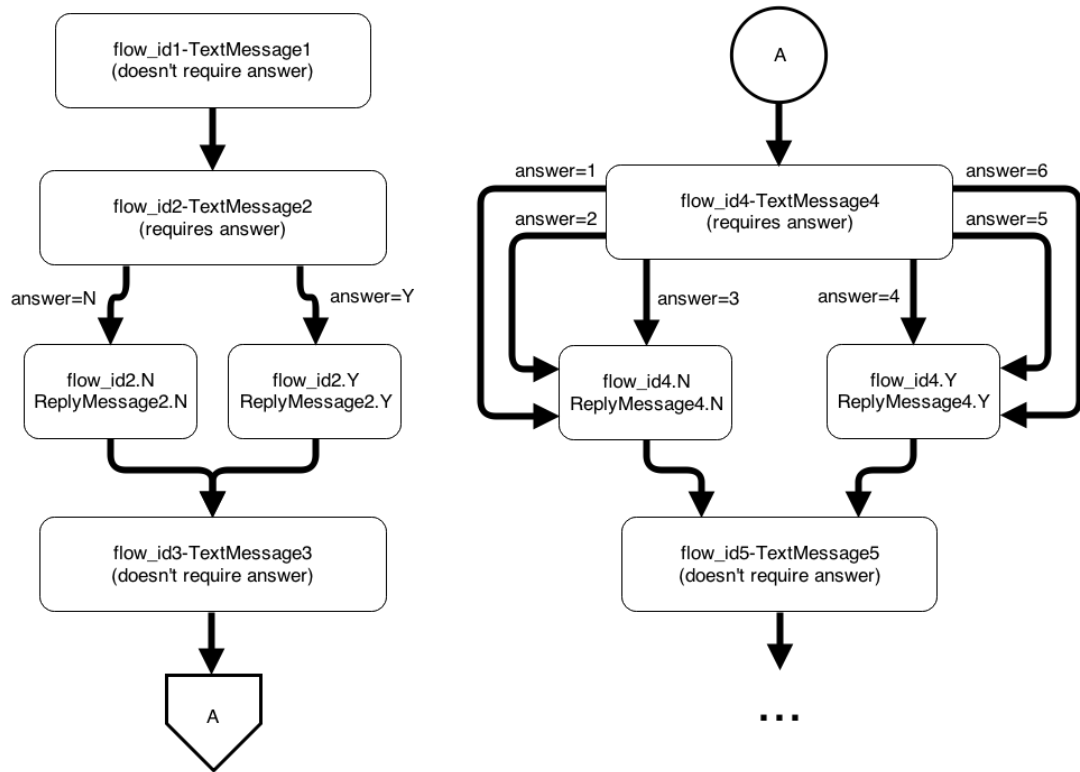 flow_id1-TextMessage1
(doesn't require answer)
flow_id2-TextMessage2
(requires answer)
answer=N
answer=Y
flow_id2.N
ReplyMessage2.N
flow_id2.Y
ReplyMessage2.Y
flow_id3-TextMessage3
(doesn't require answer)
A
A
answer=1
answer=6
flow_id4-TextMessage4
(requires answer)
answer=2
answer=5
answer=3
answer=4
flow_id4.N
ReplyMessage4.N
flow_id4.Y
ReplyMessage4.Y
flow_id5-TextMessage5
(doesn't require answer)
...